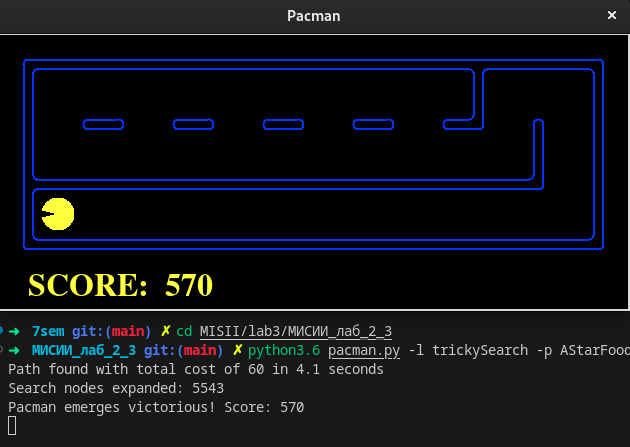 Pacman
×
SCORE: 570
➜ 7sem git:(main) ✗ cd MISII/lab3/МИСИИ_лаб_2_3
➜ МИСИИ_лаб_2_3 git:(main) ✗ python3.6 pacman.py -l trickySearch -p AStarFood
Path found with total cost of 60 in 4.1 seconds
Search nodes expanded: 5543
Pacman emerges victorious! Score: 570